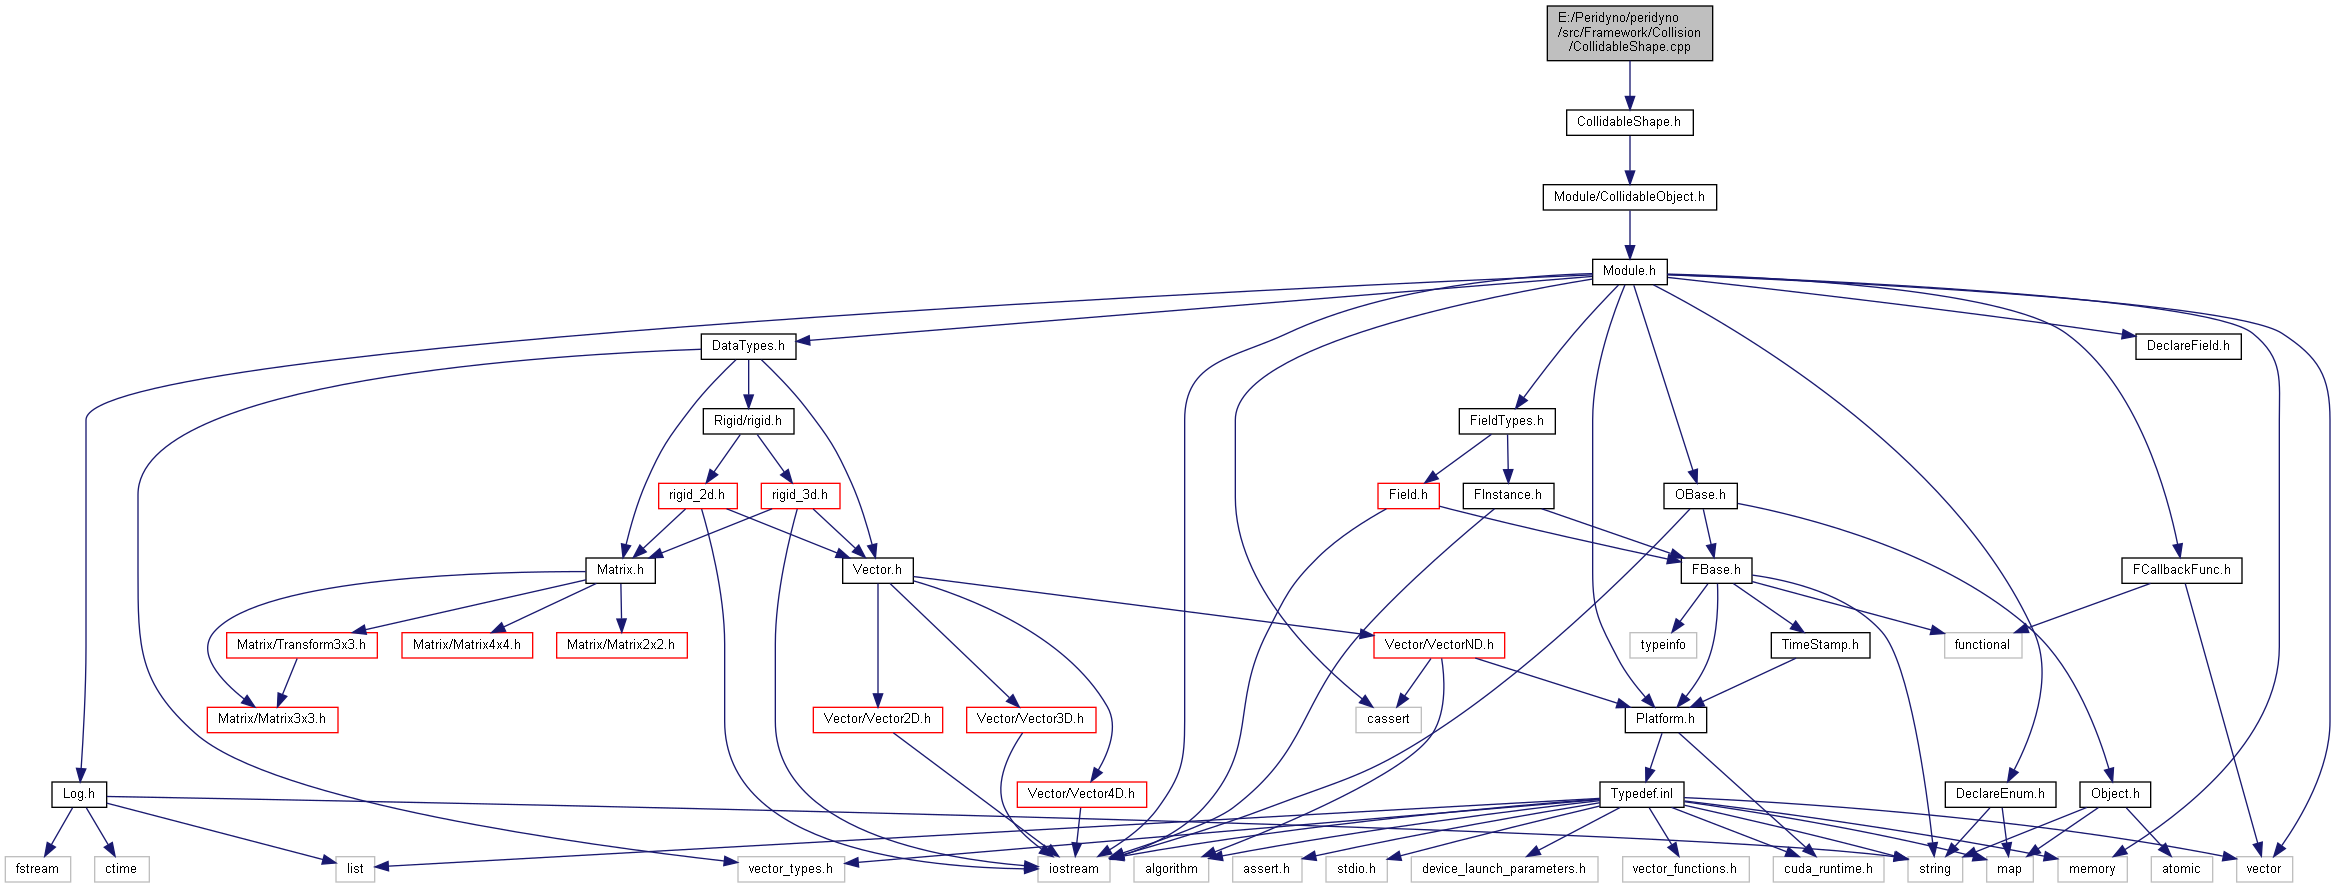 E:/Peridyno/peridyno
/src/Framework/Collision
/CollidableShape.cpp
CollidableShape.h
Module/CollidableObject.h
Module.h
DataTypes.h
DeclareField.h
Rigid/rigid.h
FieldTypes.h
rigid_2d.h
rigid_3d.h
Field.h
FInstance.h
OBase.h
Matrix.h
Vector.h
FBase.h
FCallbackFunc.h
Matrix/Transform3x3.h
Matrix/Matrix4x4.h
Matrix/Matrix2x2.h
Vector/VectorND.h
typeinfo
TimeStamp.h
functional
Matrix/Matrix3x3.h
Vector/Vector2D.h
Vector/Vector3D.h
cassert
Platform.h
Log.h
Vector/Vector4D.h
Typedef.inl
DeclareEnum.h
Object.h
fstream
ctime
list
vector_types.h
iostream
algorithm
assert.h
stdio.h
device_launch_parameters.h
vector_functions.h
cuda_runtime.h
string
map
memory
atomic
vector